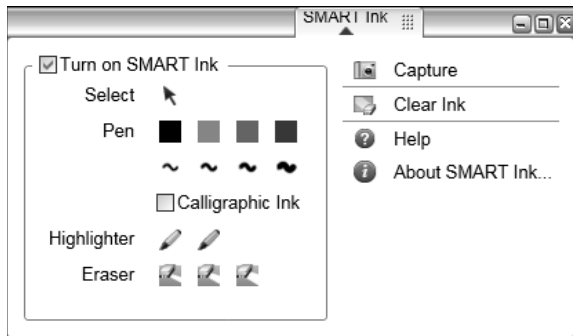 SMART Ink
Turn on SMART Ink
Select
Pen
Calligraphic Ink
Highlighter
Eraser
Capture
Clear Ink
Help
About SMART Ink...